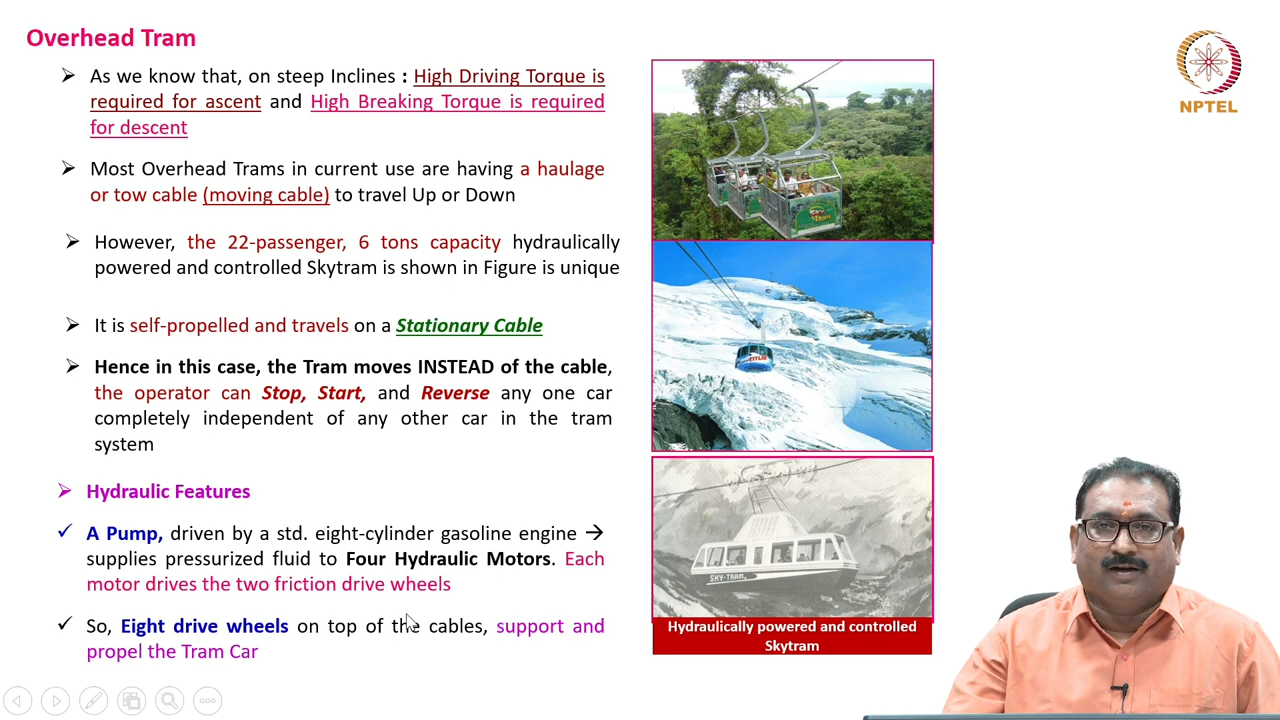 Overhead Tram
➢ As we know that, on steep Inclines : High Driving Torque is
required for ascent and High Breaking Torque is required
for descent
➢ Most Overhead Trams in current use are having a haulage
or tow cable (moving cable) to travel Up or Down
➢ However, the 22-passenger, 6 tons capacity hydraulically
powered and controlled Skytram is shown in Figure is unique
➢ It is self-propelled and travels on a Stationary Cable
➢ Hence in this case, the Tram moves INSTEAD of the cable,
the operator can Stop, Start, and Reverse any one car
completely independent of any other car in the tram
system
➢ Hydraulic Features
✓ A Pump, driven by a std. eight-cylinder gasoline engine →
supplies pressurized fluid to Four Hydraulic Motors. Each
motor drives the two friction drive wheels
✓ So, Eight drive wheels on top of the cables, support and
propel the Tram Car
TITLIS
SKY-TRAM
Hydraulically powered and controlled
Skytram
NPTEL